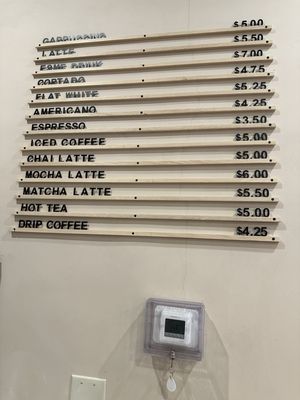 CAPPUCCINO $5.00
LATTE $5.50
DRINK $7.00
CORTADO $4.75
FLAT WHITE $5.25
AMERICANO $4.25
ESPRESSO $3.50
ICED COFFEE $5.00
CHAI LATTE $5.00
MOCHA LATTE $6.00
MATCHA LATTE $5.50
HOT TEA $5.00
DRIP COFFEE $4.25